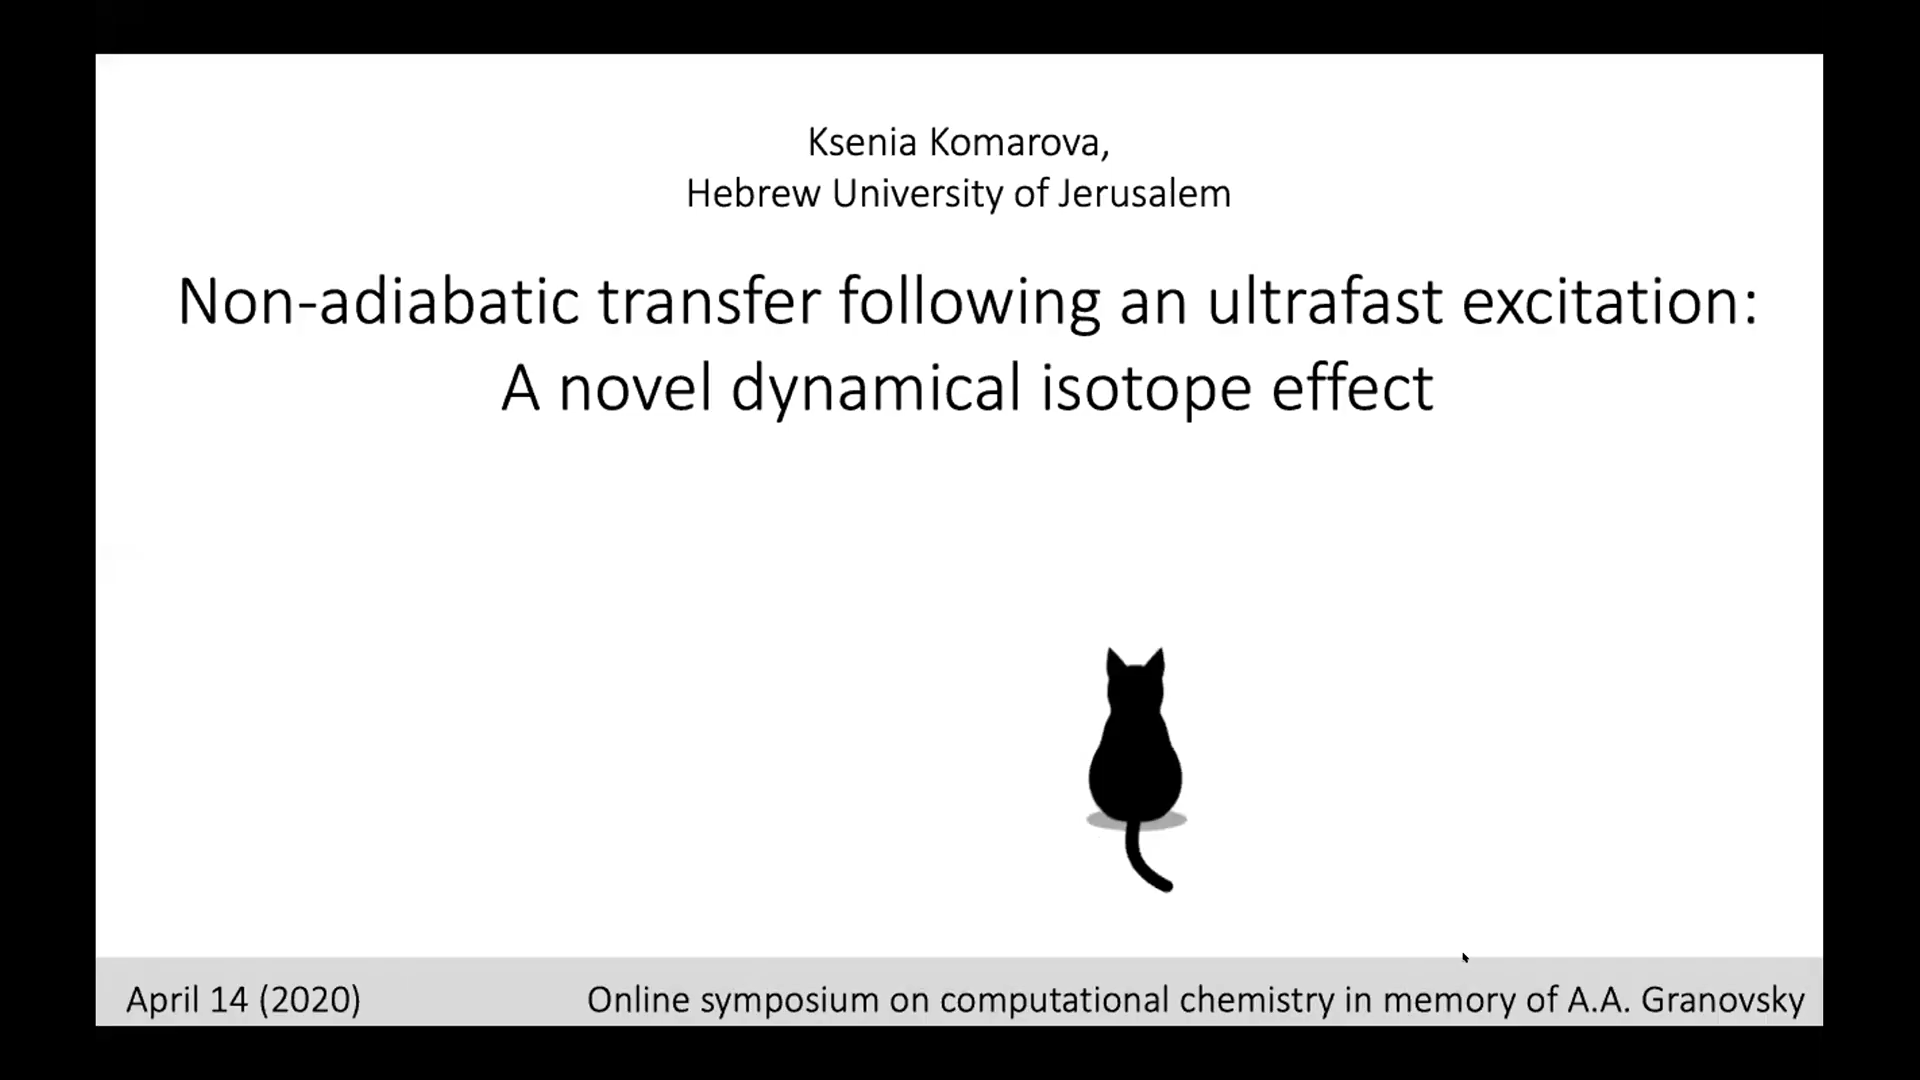 Ksenia Komarova,
Hebrew University of Jerusalem
Non-adiabatic transfer following an ultrafast excitation:
A novel dynamical isotope effect
April 14 (2020)
Online symposium on computational chemistry in memory of A.A. Granovsky